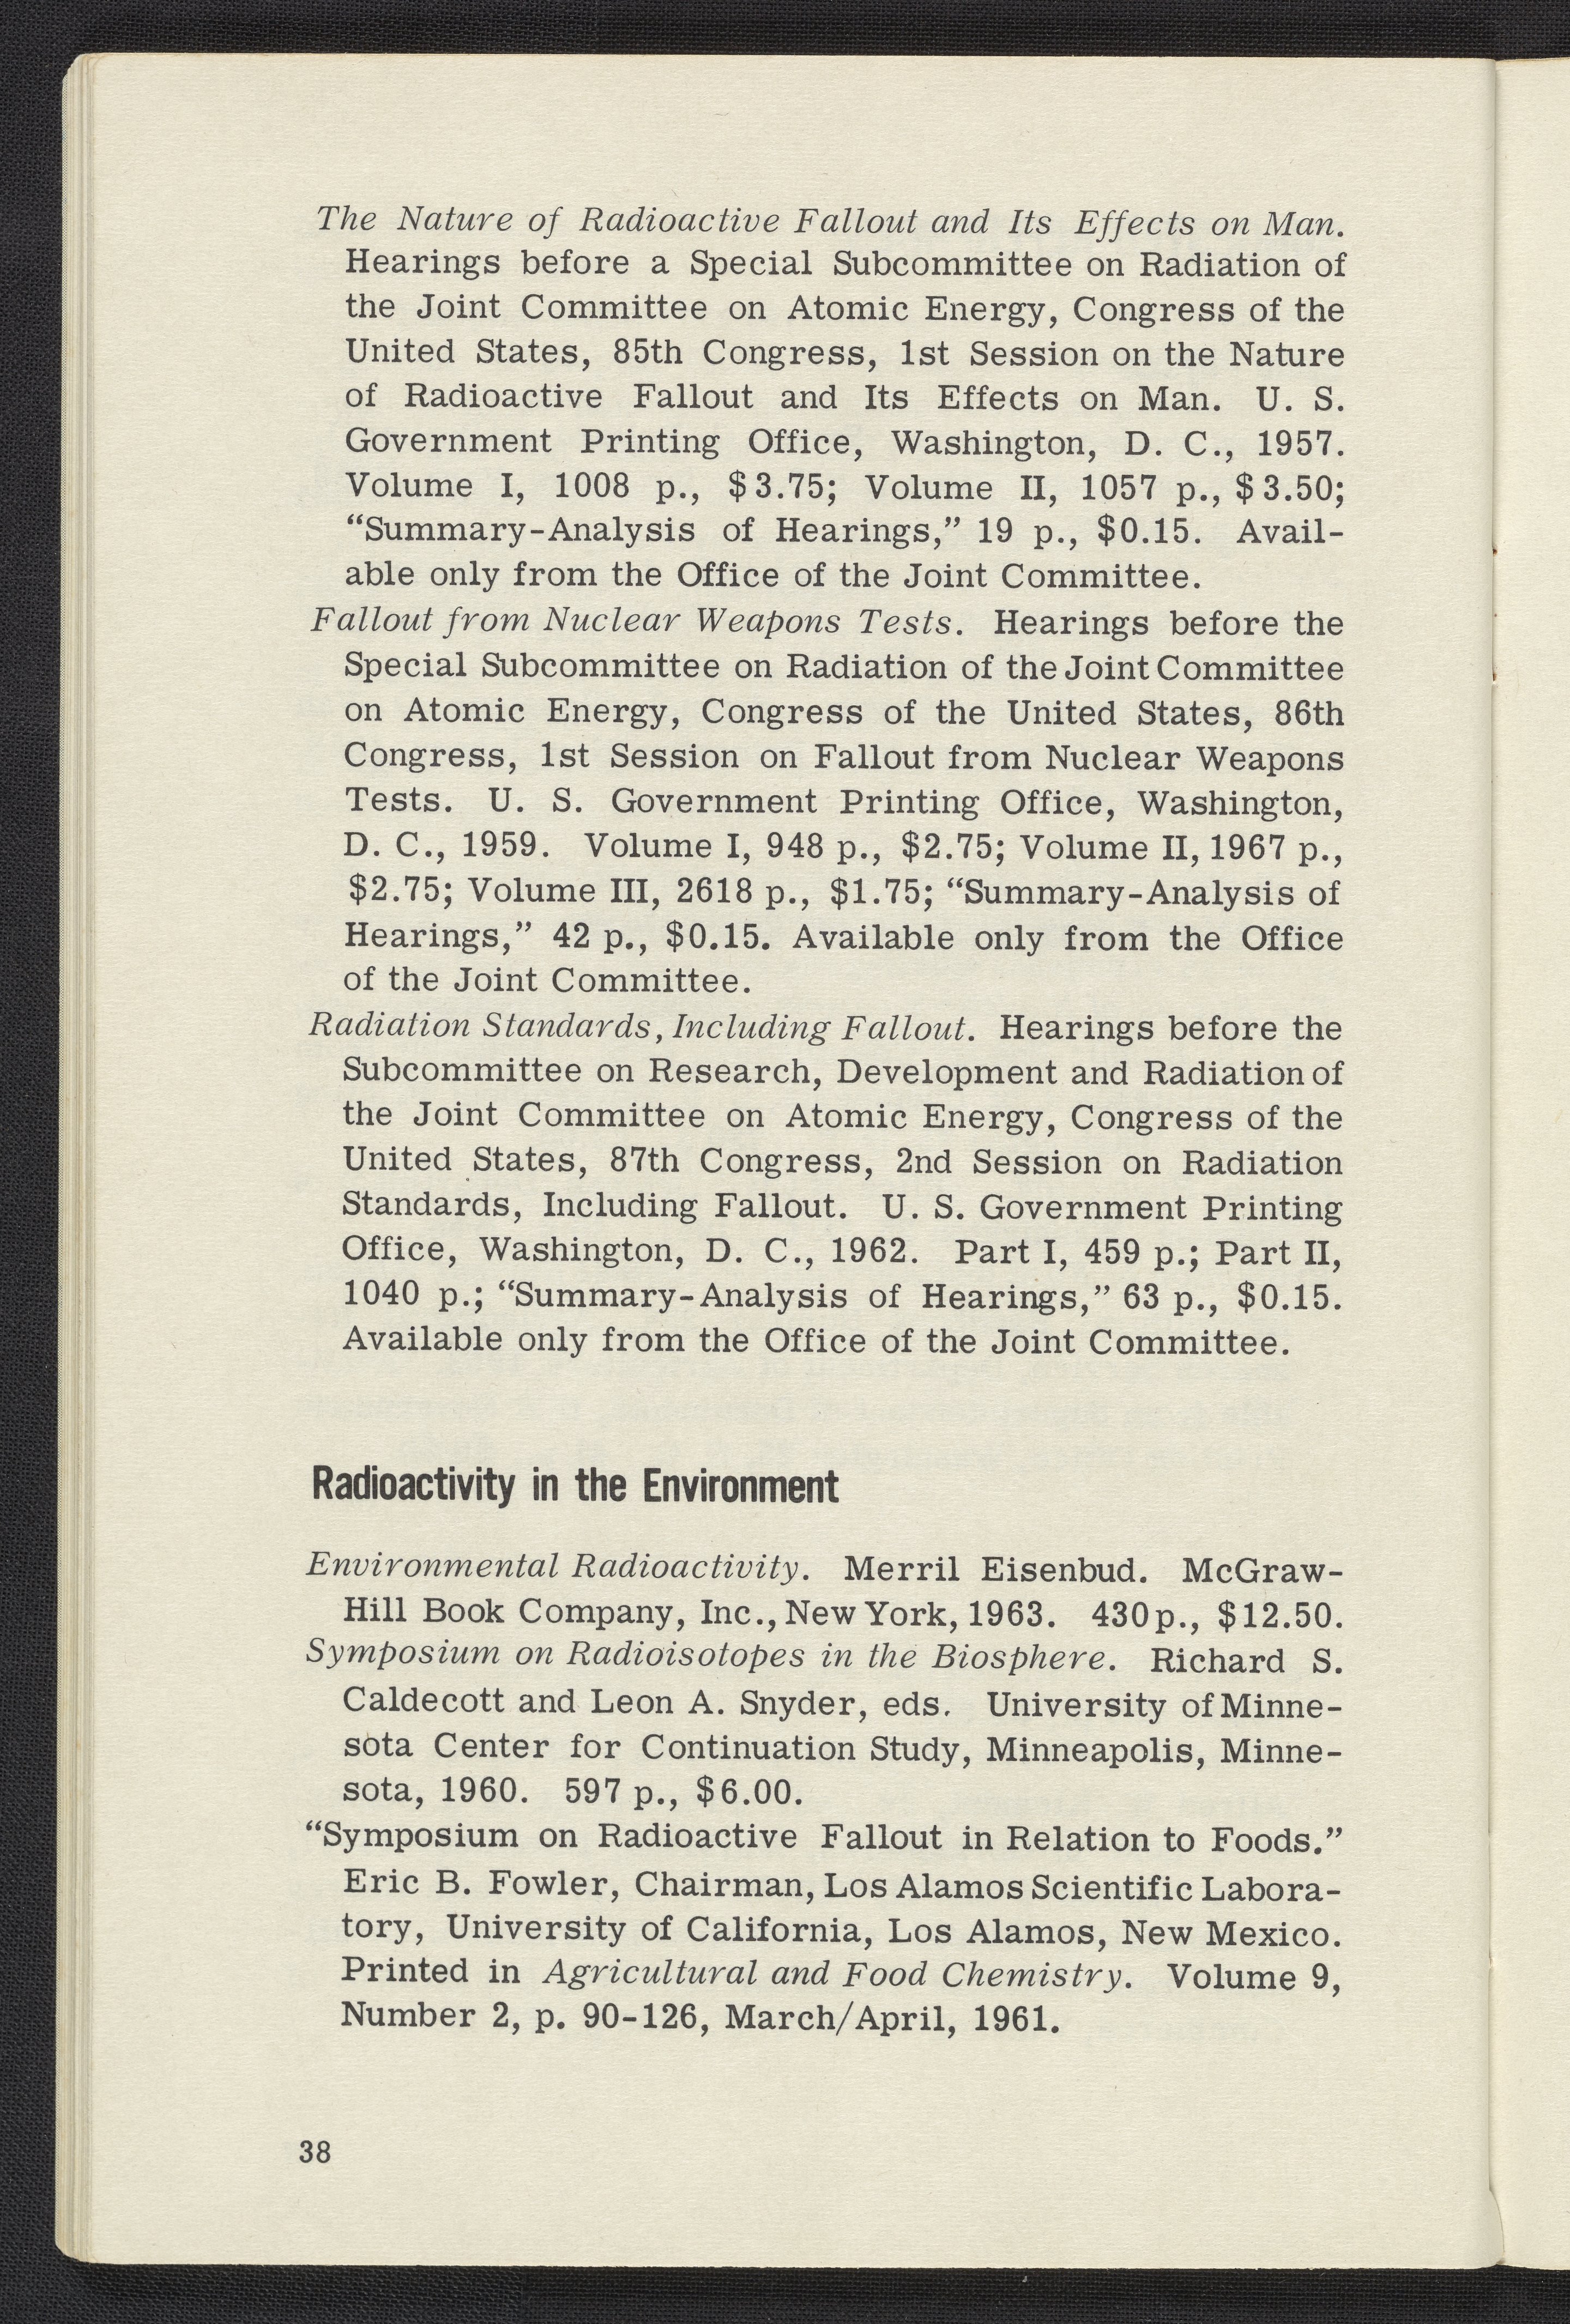 The Nature of Radioactive Fallout and Its Effects on Man.
Hearings before a Special Subcommittee on Radiation of
the Joint Committee on Atomic Energy, Congress of the
United States, 85th Congress, 1st Session on the Nature
of Radioactive Fallout and Its Effects on Man. U. S.
Government Printing Office, Washington, D. C., 1957.
Volume I, 1008 p., $3.75; Volume II, 1057 p., $3.50;
“Summary-Analysis of Hearings,” 19 p., $0.15. Avail-
able only from the Office of the Joint Committee.
Fallout from Nuclear Weapons Tests. Hearings before the
Special Subcommittee on Radiation of the Joint Committee
on Atomic Energy, Congress of the United States, 86th
Congress, 1st Session on Fallout from Nuclear Weapons
Tests. U. S. Government Printing Office, Washington,
D. C., 1959. Volume I, 948 p., $2.75; Volume II, 1967 p.,
$2.75; Volume III, 2618 p., $1.75; “Summary-Analysis of
Hearings,” 42 p., $0.15. Available only from the Office
of the Joint Committee.
Radiation Standards, Including Fallout. Hearings before the
Subcommittee on Research, Development and Radiation of
the Joint Committee on Atomic Energy, Congress of the
United States, 87th Congress, 2nd Session on Radiation
Standards, Including Fallout. U. S. Government Printing
Office, Washington, D. C., 1962. Part I, 459 p.; Part II,
1040 p.; “Summary-Analysis of Hearings,” 63 p., $0.15.
Available only from the Office of the Joint Committee.
Radioactivity in the Environment
Environmental Radioactivity. Merril Eisenbud. McGraw-
Hill Book Company, Inc., New York, 1963. 430 p., $12.50.
Symposium on Radioisotopes in the Biosphere. Richard S.
Caldecott and Leon A. Snyder, eds. University of Minne-
sota Center for Continuation Study, Minneapolis, Minne-
sota, 1960. 597 p., $6.00.
“Symposium on Radioactive Fallout in Relation to Foods.”
Eric B. Fowler, Chairman, Los Alamos Scientific Labora-
tory, University of California, Los Alamos, New Mexico.
Printed in Agricultural and Food Chemistry. Volume 9,
Number 2, p. 90-126, March/April, 1961.
38